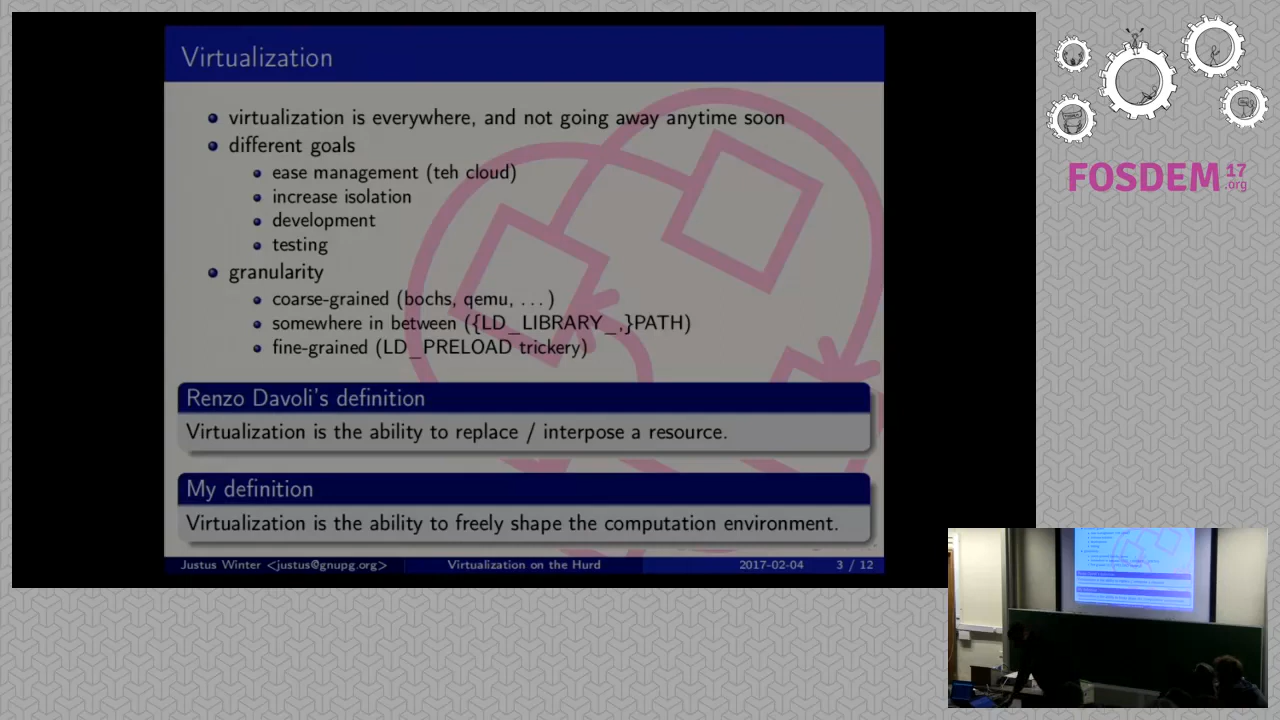 Virtualization
virtualization is everywhere, and not going away anytime soon
different goals
ease management (teh cloud)
increase isolation
development
testing
granularity
coarse-grained (bochs, qemu, ...)
somewhere in between ({LD_LIBRARY_,}PATH)
fine-grained (LD_PRELOAD trickery)
Renzo Davoli's definition
Virtualization is the ability to replace / interpose a resource.
My definition
Virtualization is the ability to freely shape the computation environment.
Justus Winter <justus@gnupg.org> Virtualization on the Hurd 2017-02-04 3 / 12
FOSDEM 17 .org